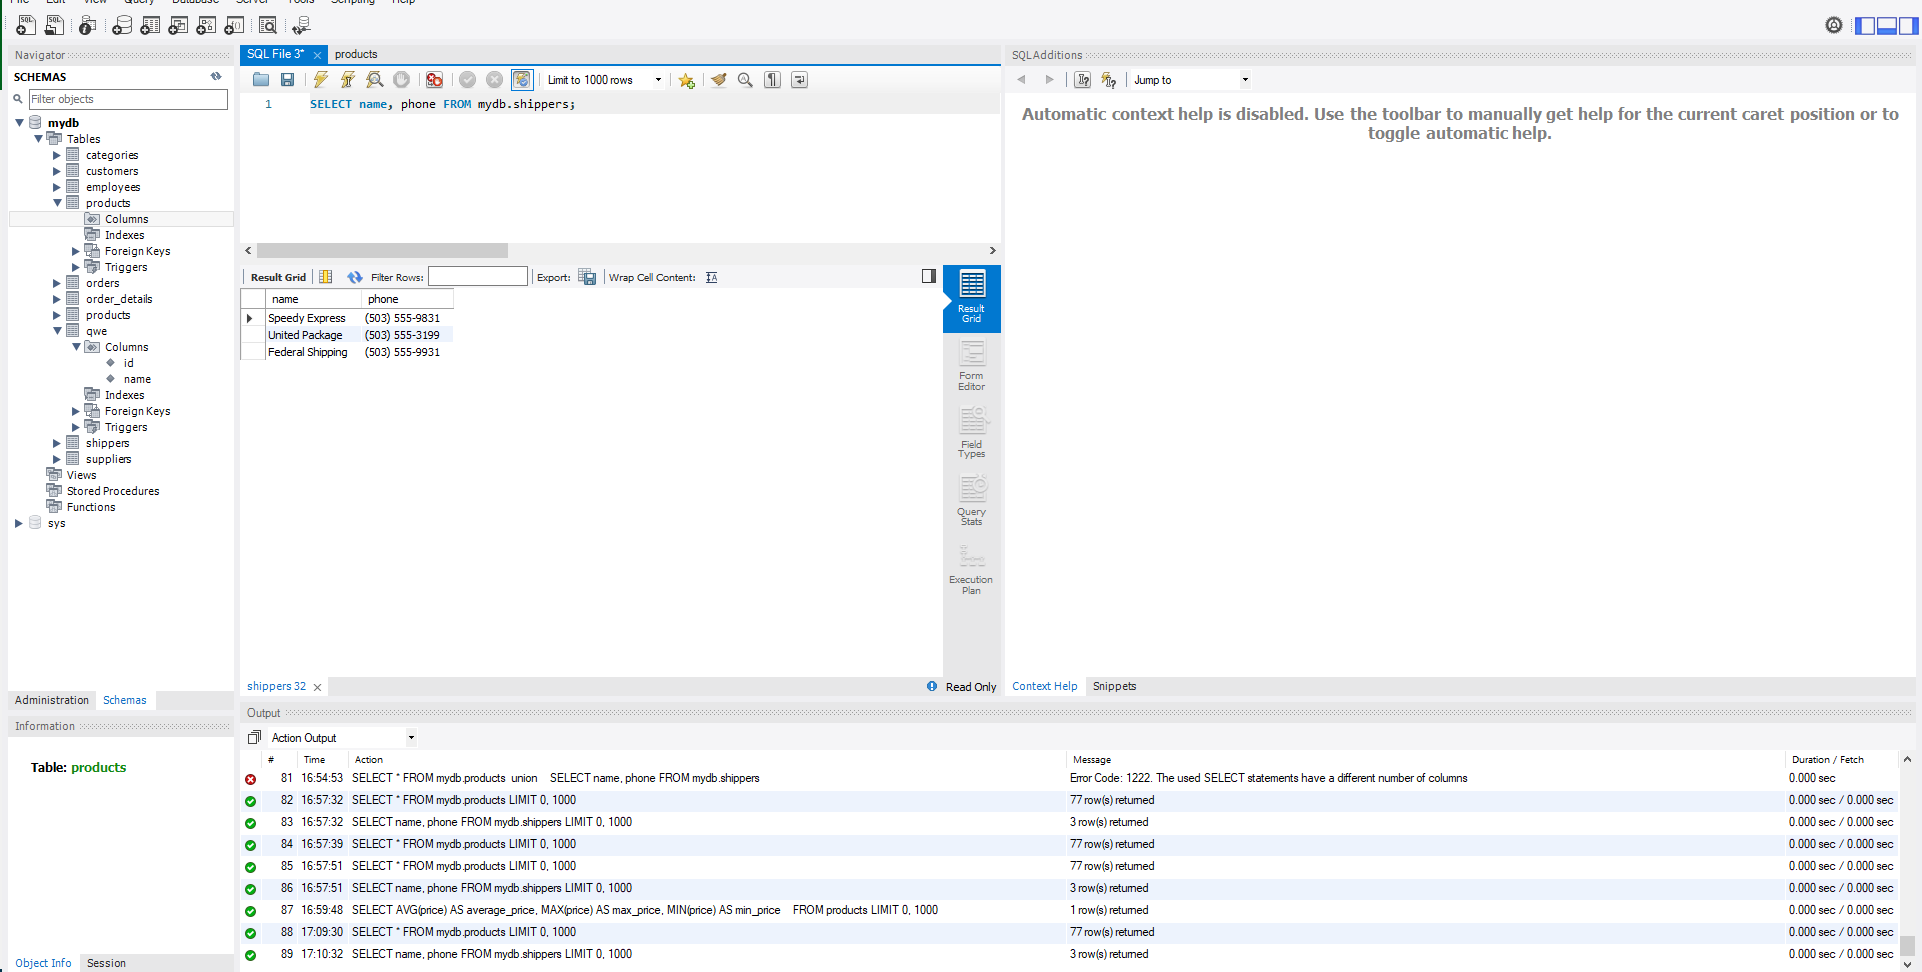 File Edit View Query Database Server Tools Scripting Help
Navigator
SCHEMAS
Filter objects
mydb
Tables
categories
customers
employees
products
Columns
Indexes
Foreign Keys
Triggers
orders
order_details
products
qwe
Columns
id
name
Indexes
Foreign Keys
Triggers
shippers
suppliers
Views
Stored Procedures
Functions
sys
Administration Schemas
Information
Table: products
Object Info Session
SQL File 3* products
Limit to 1000 rows
1 SELECT name, phone FROM mydb.shippers;
Result Grid Filter Rows: Export: Wrap Cell Content:
name phone
Speedy Express (503) 555-9831
United Package (503) 555-3199
Federal Shipping (503) 555-9931
Result
Grid
Form
Editor
Field
Types
Query
Stats
Execution
Plan
shippers 32 Read Only
SQLAdditions
Jump to
Automatic context help is disabled. Use the toolbar to manually get help for the current caret position or to
toggle automatic help.
Context Help Snippets
Output
Action Output
# Time Action Message Duration / Fetch
81 16:54:53 SELECT * FROM mydb.products union SELECT name, phone FROM mydb.shippers Error Code: 1222. The used SELECT statements have a different number of columns 0.000 sec
82 16:57:32 SELECT * FROM mydb.products LIMIT 0, 1000 77 row(s) returned 0.000 sec / 0.000 sec
83 16:57:32 SELECT name, phone FROM mydb.shippers LIMIT 0, 1000 3 row(s) returned 0.000 sec / 0.000 sec
84 16:57:39 SELECT * FROM mydb.products LIMIT 0, 1000 77 row(s) returned 0.000 sec / 0.000 sec
85 16:57:51 SELECT * FROM mydb.products LIMIT 0, 1000 77 row(s) returned 0.000 sec / 0.000 sec
86 16:57:51 SELECT name, phone FROM mydb.shippers LIMIT 0, 1000 3 row(s) returned 0.000 sec / 0.000 sec
87 16:59:48 SELECT AVG(price) AS average_price, MAX(price) AS max_price, MIN(price) AS min_price FROM products LIMIT 0, 1000 1 row(s) returned 0.000 sec / 0.000 sec
88 17:09:30 SELECT * FROM mydb.products LIMIT 0, 1000 77 row(s) returned 0.000 sec / 0.000 sec
89 17:10:32 SELECT name, phone FROM mydb.shippers LIMIT 0, 1000 3 row(s) returned 0.000 sec / 0.000 sec